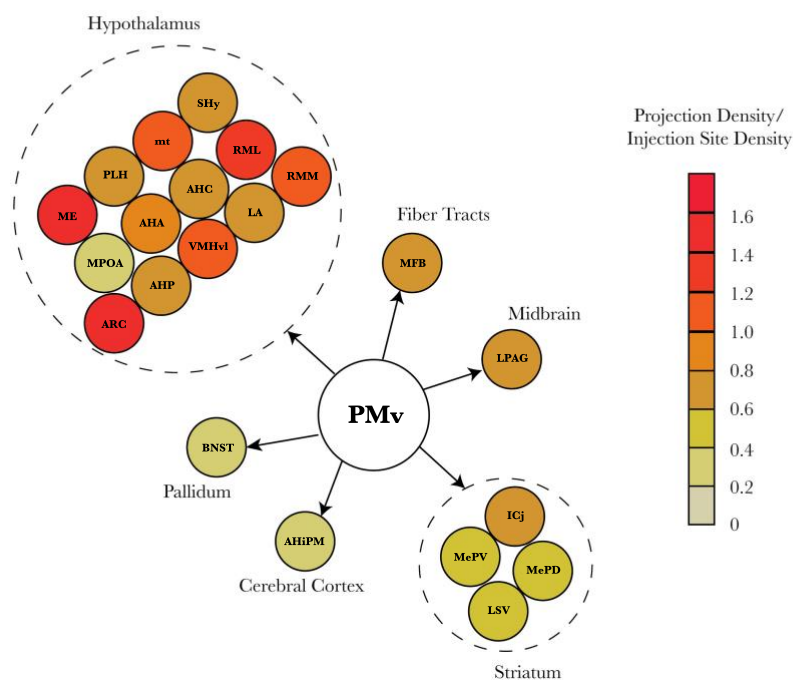 Hypothalamus
SHy
mt
RML
PLH
RMM
AHC
ME
AHA
LA
VMHvl
MPOA
AHP
ARC
Fiber Tracts
MFB
Midbrain
LPAG
PMv
BNST
Pallidum
AHiPM
Cerebral Cortex
ICj
MePV
MePD
LSV
Striatum
Projection Density/
Injection Site Density
1.6
1.4
1.2
1.0
0.8
0.6
0.4
0.2
0